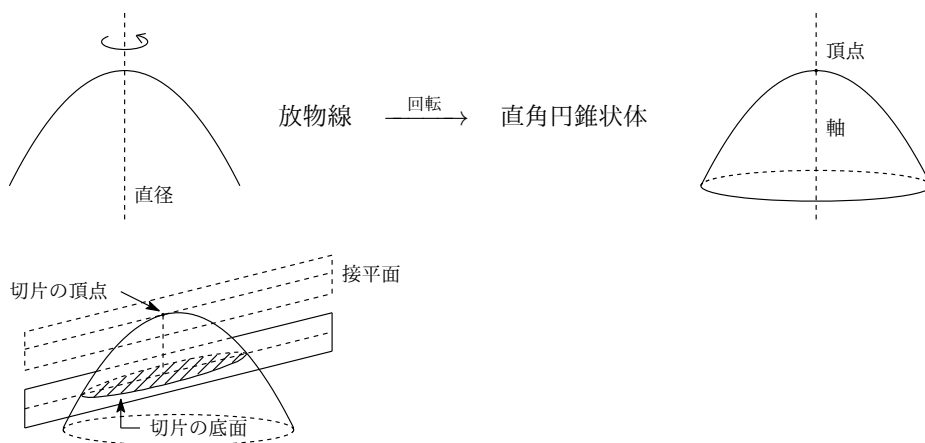 直径
放物線 回転 直角円錐状体
頂点
軸
切片の頂点
接平面
切片の底面